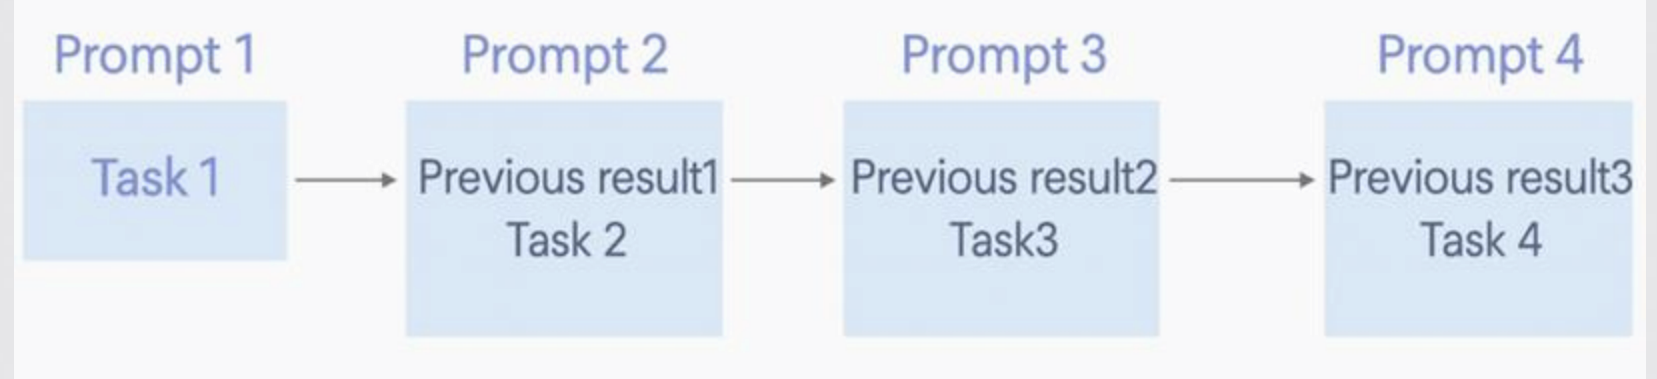 Prompt 1
Prompt 2
Prompt 3
Prompt 4
Task 1
Previous result1
Task 2
Previous result2
Task3
Previous result3
Task 4